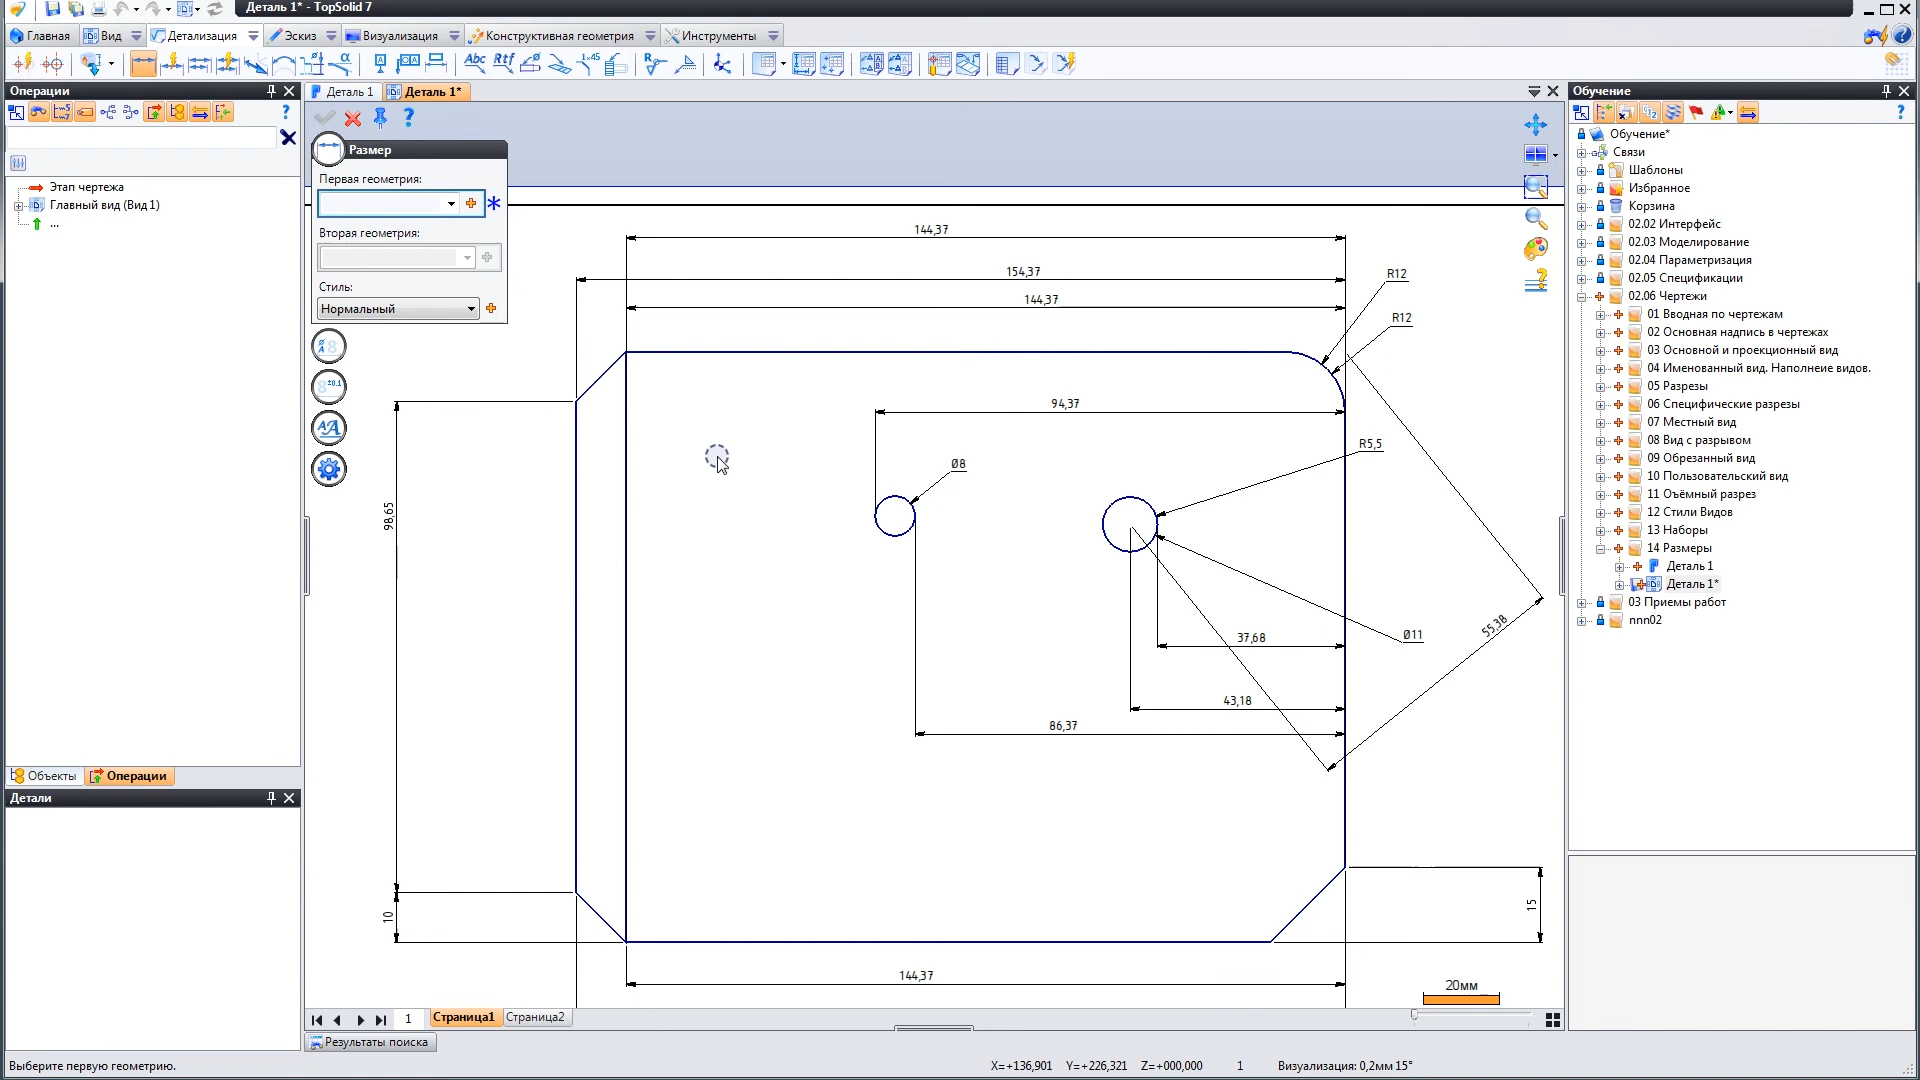 Деталь 1* - TopSolid 7
Главная
Вид
Детализация
Эскиз
Визуализация
Конструктивная геометрия
Инструменты
Abc
Rtf
1×45
Операции
Деталь 1
Деталь 1*
Этап чертежа
Главный вид (Вид 1)
...
Объекты
Операции
Детали
Размер
Первая геометрия:
Вторая геометрия:
Стиль:
Нормальный
144,37
154,37
144,37
R12
R12
94,37
R5,5
Ø8
98,65
37,68
Ø11
55,38
43,18
86,37
10
15
144,37
20мм
1
Страница1
Страница2
Результаты поиска
Обучение
Обучение*
Связи
Шаблоны
Избранное
Корзина
02.02 Интерфейс
02.03 Моделирование
02.04 Параметризация
02.05 Спецификации
02.06 Чертежи
01 Вводная по чертежам
02 Основная надпись в чертежах
03 Основной и проекционный вид
04 Именованный вид. Наполнеие видов.
05 Разрезы
06 Специфические разрезы
07 Местный вид
08 Вид с разрывом
09 Обрезанный вид
10 Пользовательский вид
11 Оъёмный разрез
12 Стили Видов
13 Наборы
14 Размеры
Деталь 1
Деталь 1*
03 Приемы работ
nnn02
Выберите первую геометрию.
X=+136,901
Y=+226,321
Z=+000,000
1
Визуализация: 0,2мм 15°